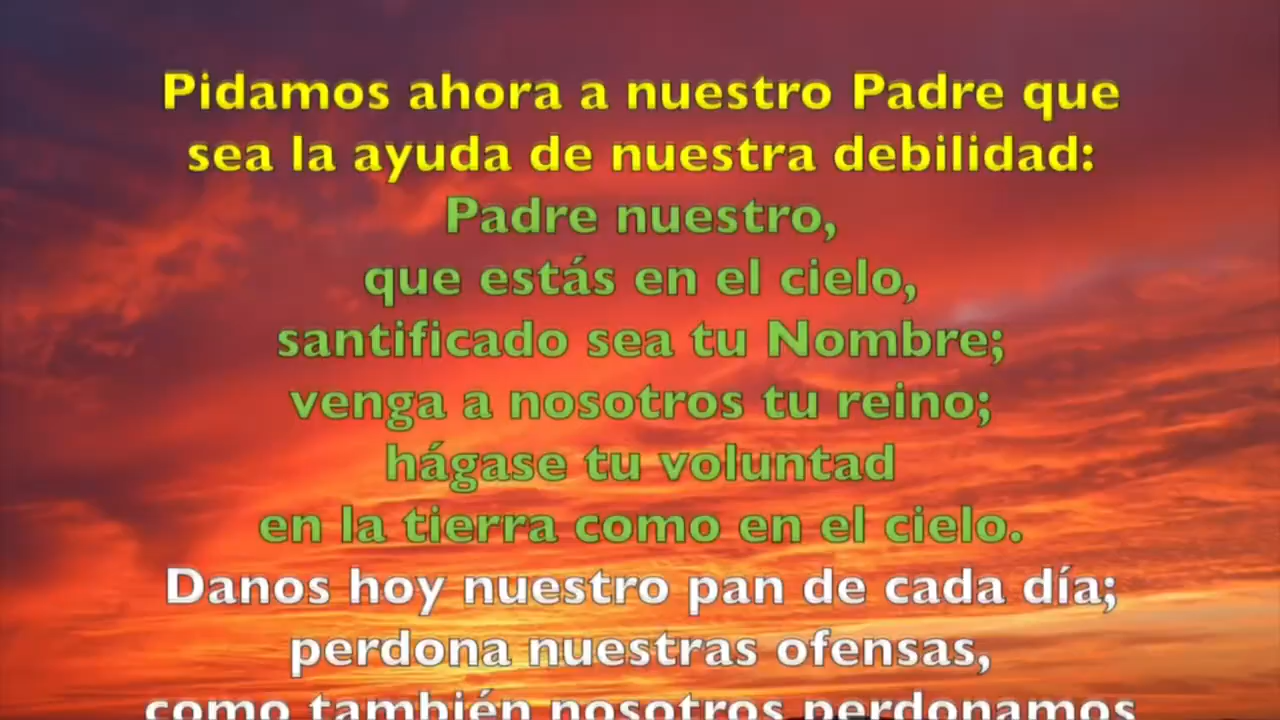 Pidamos ahora a nuestro Padre que
sea la ayuda de nuestra debilidad:
Padre nuestro,
que estás en el cielo,
santificado sea tu Nombre;
venga a nosotros tu reino;
hágase tu voluntad
en la tierra como en el cielo.
Danos hoy nuestro pan de cada día;
perdona nuestras ofensas,
como también nosotros perdonamos